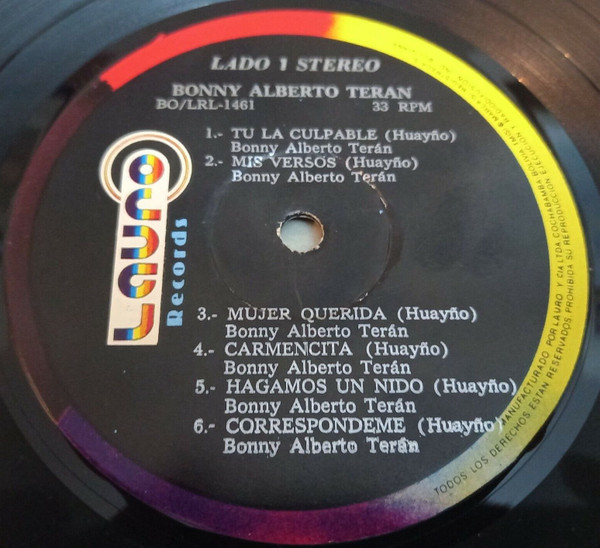 LADO 1 STEREO
BONNY ALBERTO TERAN
BO/LRL-1461 33 RPM
1.- TU LA CULPABLE (Huayño)
Bonny Alberto Terán
2.- MIS VERSOS (Huayño)
Bonny Alberto Terán
Lauro
Records
3.- MUJER QUERIDA (Huayño)
Bonny Alberto Terán
4.- CARMENCITA (Huayño)
Bonny Alberto Terán
5.- HAGAMOS UN NIDO (Huayño)
Bonny Alberto Terán
6.- CORRESPONDEME (Huayño)
Bonny Alberto Terán
MANUFACTURADO POR LAURO Y CIA LTDA. COCHABAMBA
TODOS LOS DERECHOS ESTAN RESERVADOS PROHIBIDA SU REPRODUCCION